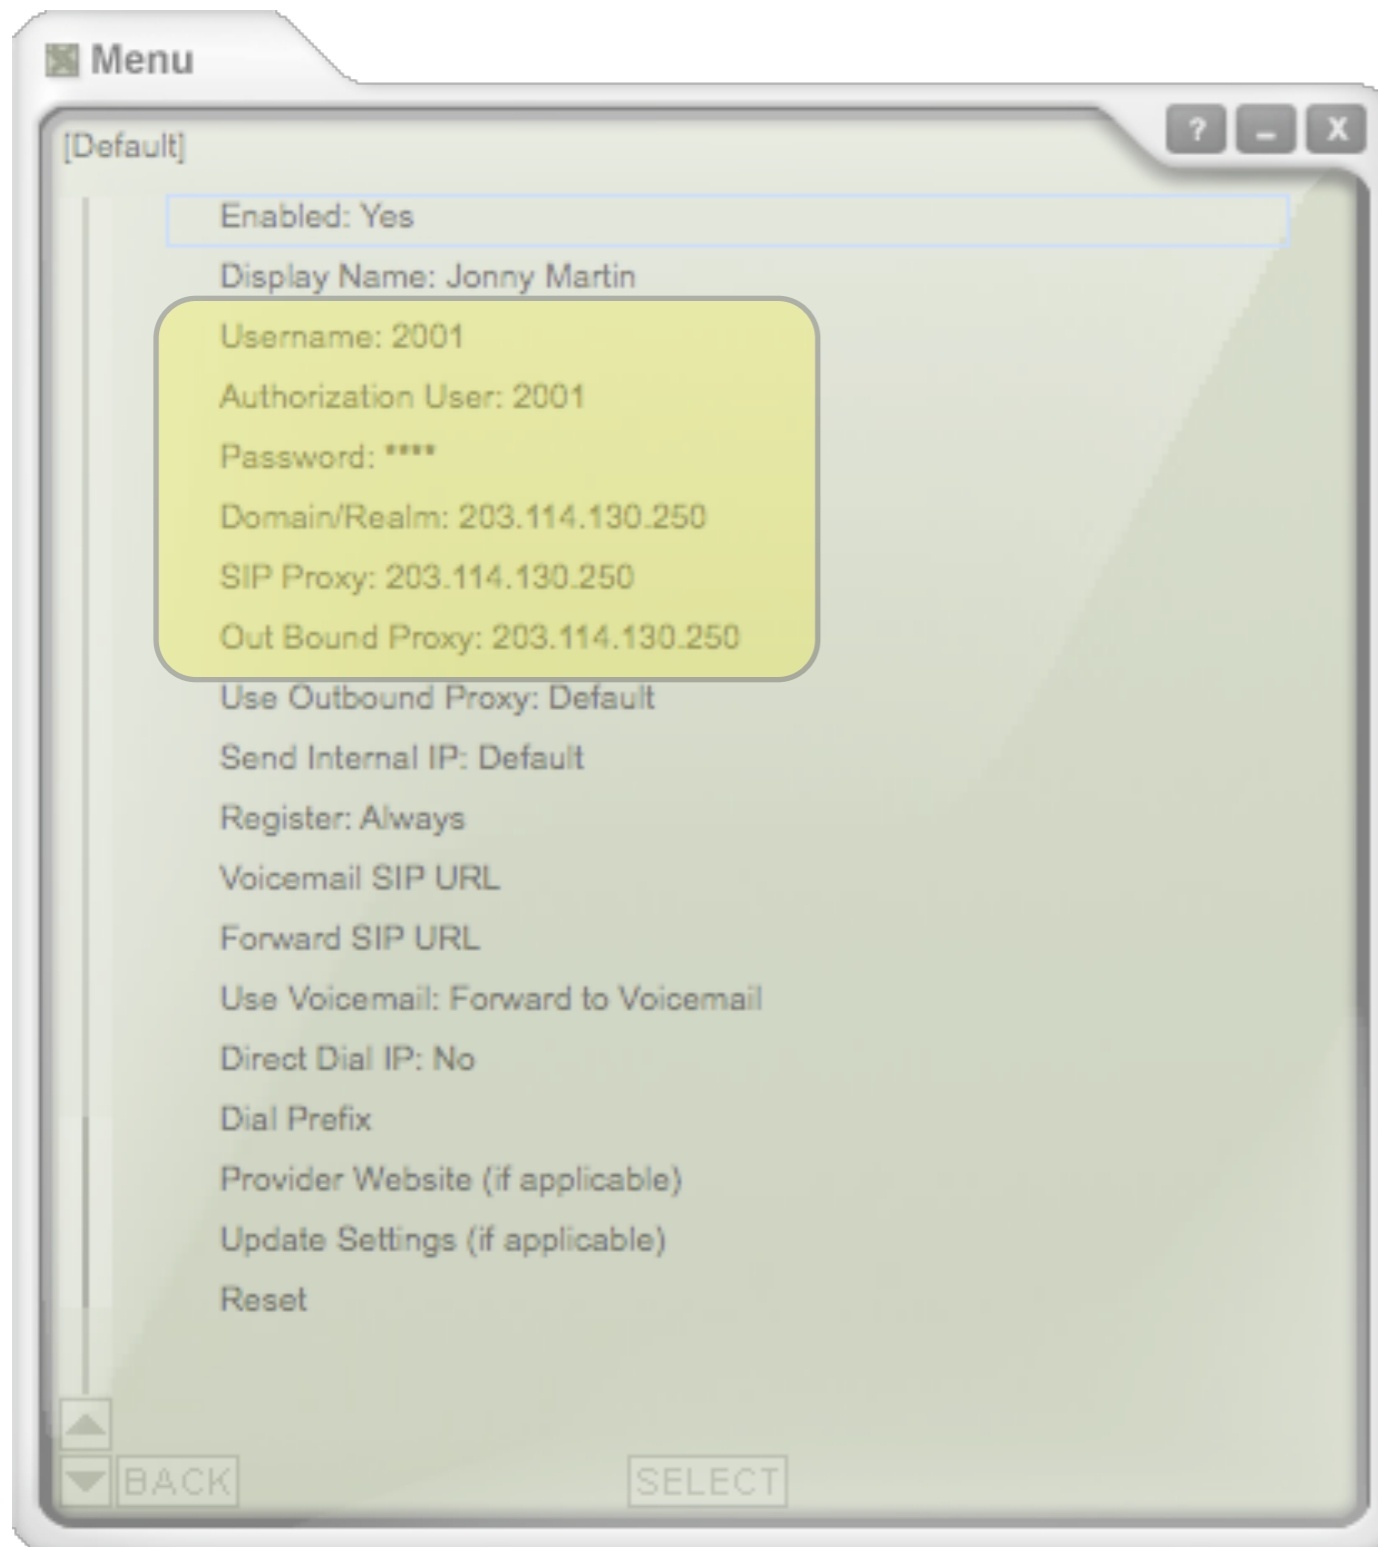 Menu
? – X
[Default]
Enabled: Yes
Display Name: Jonny Martin
Username: 2001
Authorization User: 2001
Password: ****
Domain/Realm: 203.114.130.250
SIP Proxy: 203.114.130.250
Out Bound Proxy: 203.114.130.250
Use Outbound Proxy: Default
Send Internal IP: Default
Register: Always
Voicemail SIP URL
Forward SIP URL
Use Voicemail: Forward to Voicemail
Direct Dial IP: No
Dial Prefix
Provider Website (if applicable)
Update Settings (if applicable)
Reset
BACK SELECT